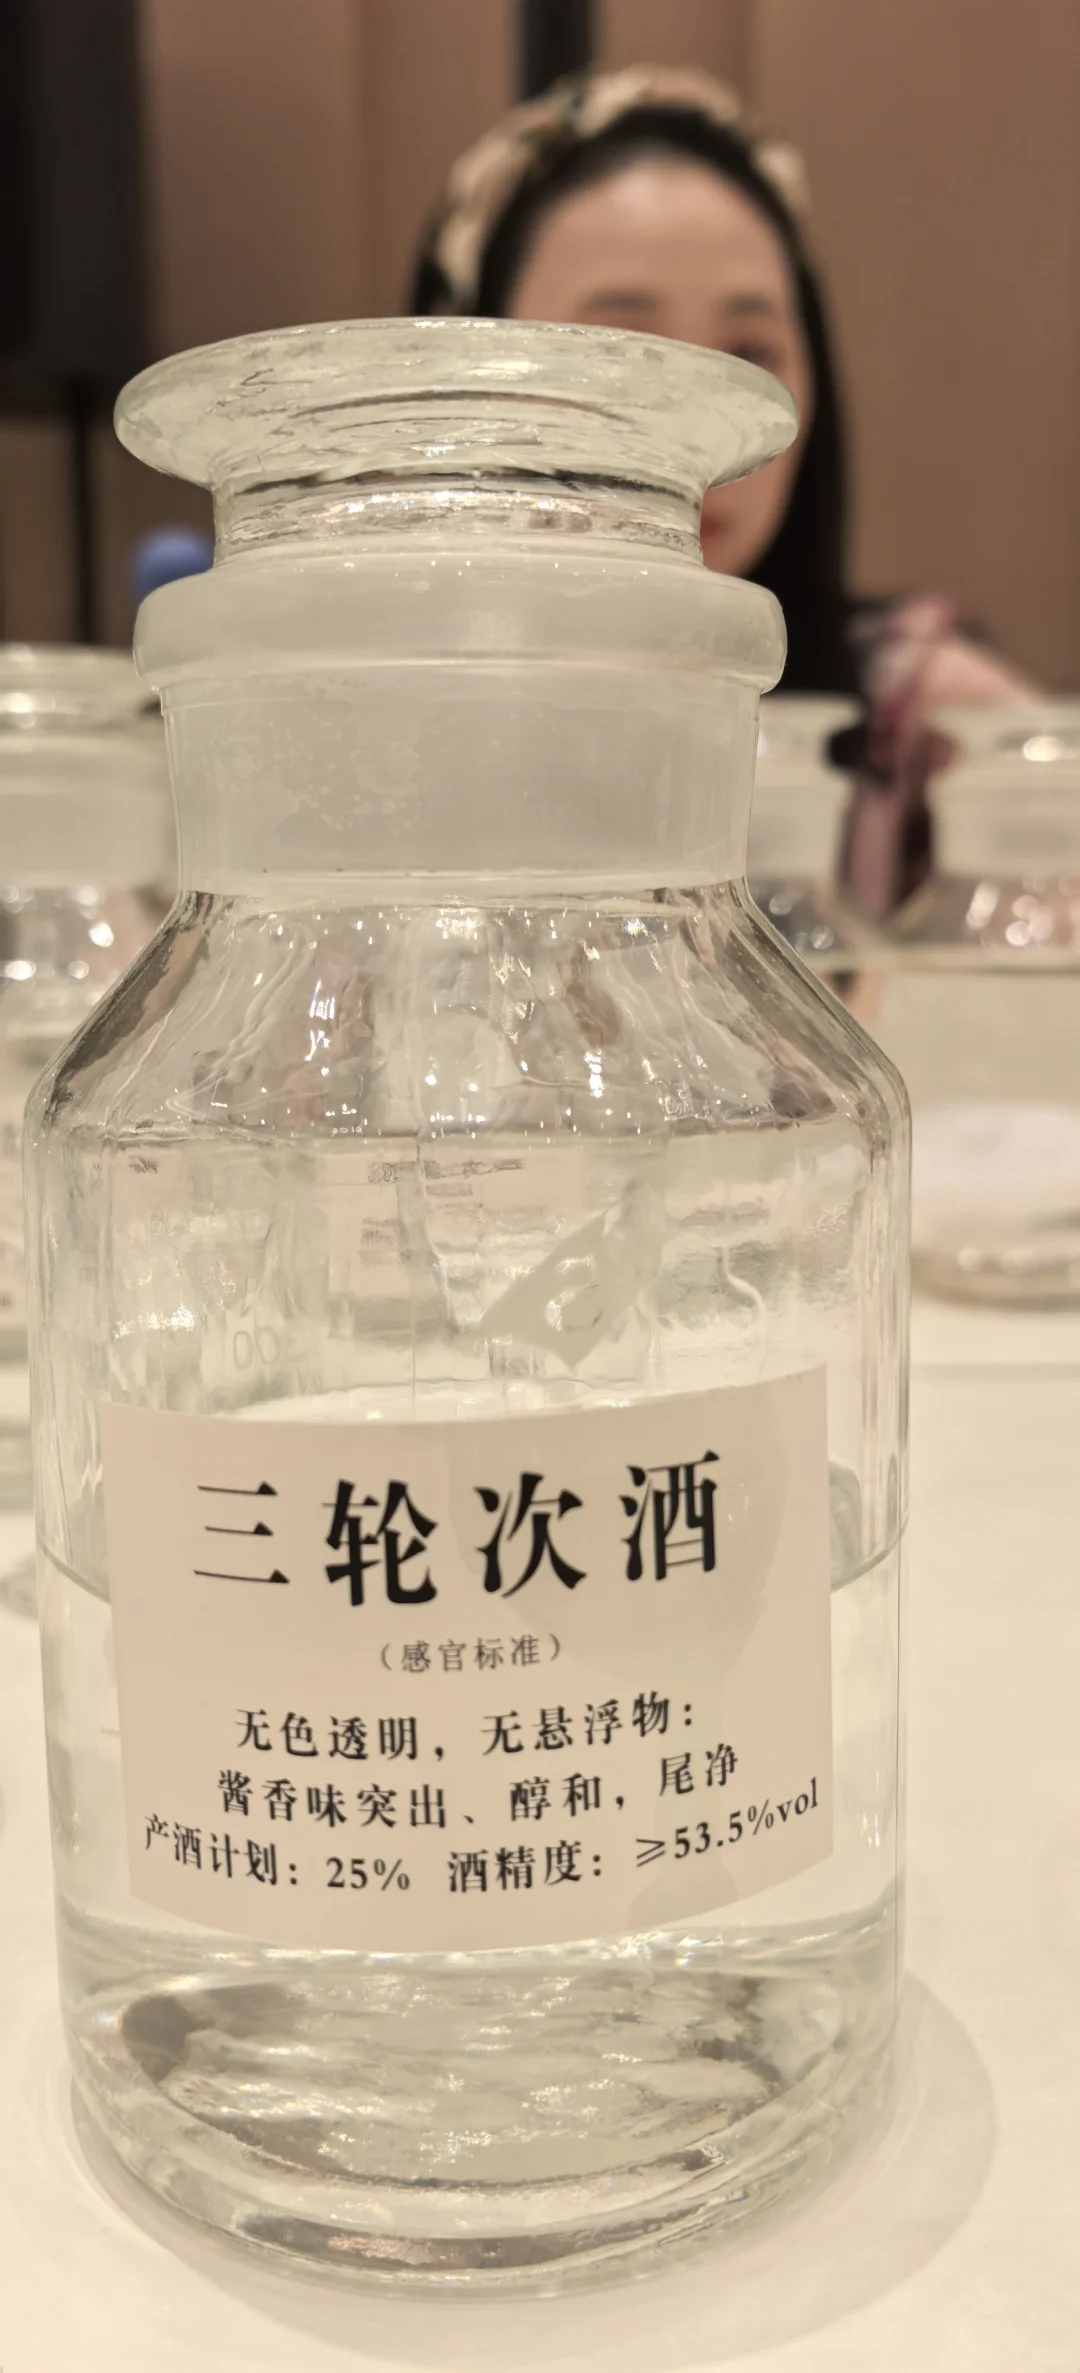 三轮次酒
（感官标准）
无色透明，无悬浮物：
酱香味突出、醇和，尾净
产酒计划：25% 酒精度：≥53.5%vol